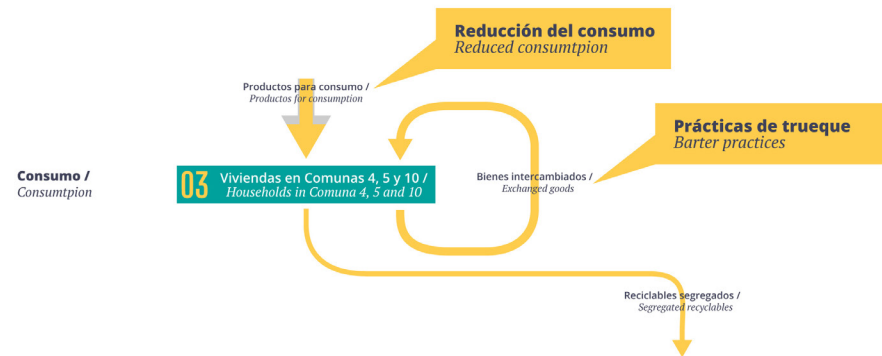 Reducción del consumo
Reduced consumtpion
Productos para consumo /
Productos for consumption
Prácticas de trueque
Barter practices
Consumo /
Consumtpion
03 Viviendas en Comunas 4, 5 y 10 /
Households in Comuna 4, 5 and 10
Bienes intercambiados /
Exchanged goods
Reciclables segregados /
Segregated recyclables